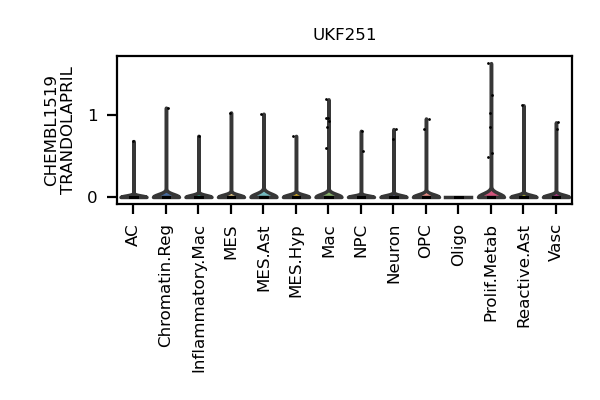 UKF251
CHEMBL1519
TRANDOLAPRIL
1
0
AC
Chromatin.Reg
Inflammatory.Mac
MES
MES.Ast
MES.Hyp
Mac
NPC
Neuron
OPC
Oligo
Prolif.Metab
Reactive.Ast
Vasc